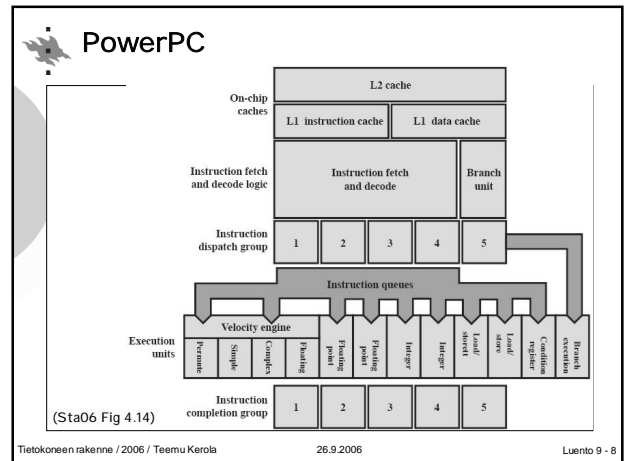 PowerPC
L2 cache
On-chip
caches
L1 instruction cache
L1 data cache
Instruction fetch
and decode logic
Instruction fetch
and decode
Branch
unit
Instruction
dispatch group
1
2
3
4
5
Instruction queues
Execution
units
Velocity engine
Permute
Simple
Complex
Floating
Floating
point
Floating
point
Integer
Integer
Load/
storett
Load/
store
Condition
register
Branch
execution
Instruction
completion group
1
2
3
4
5
(Sta06 Fig 4.14)
Tietokoneen rakenne / 2006 / Teemu Kerola
26.9.2006
Luento 9 - 8